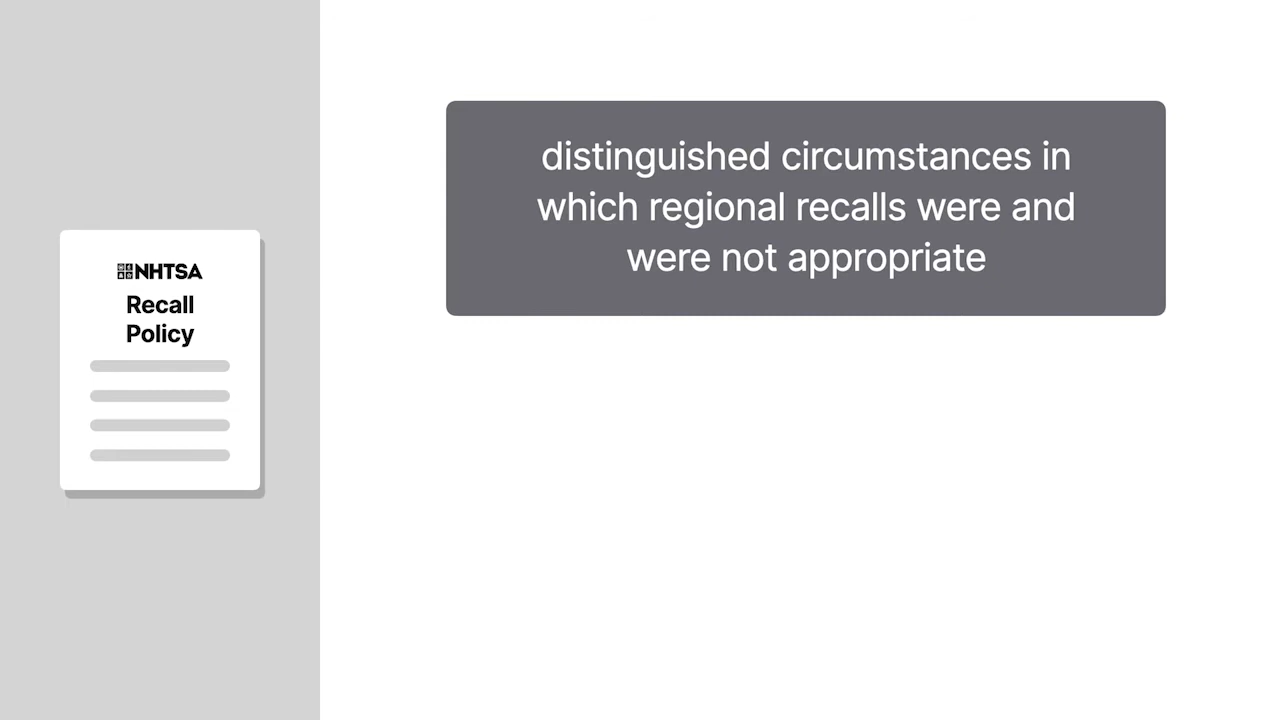 NHTSA
Recall
Policy
distinguished circumstances in
which regional recalls were and
were not appropriate